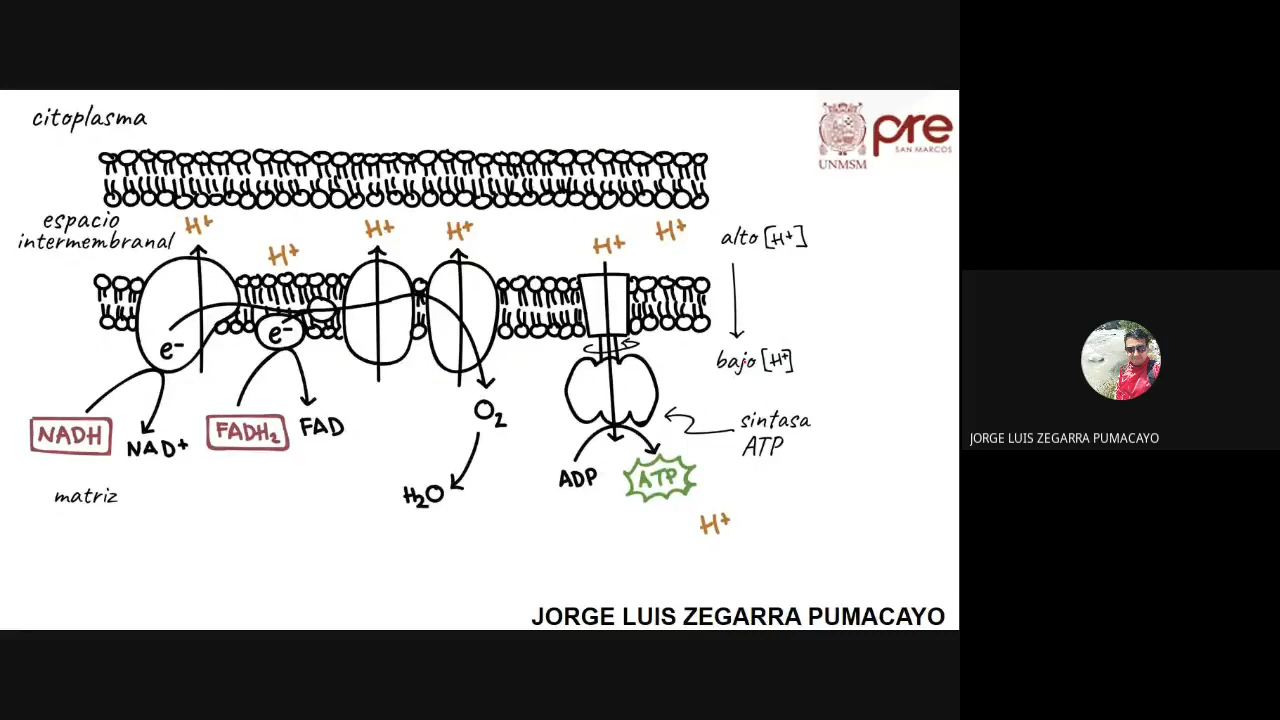 citoplasma
UNMSM
pre
SAN MARCOS
espacio
intermembranal
H+
H+
H+
H+
H+
H+
alto [H+]
bajo [H+]
e-
e-
NADH
NAD+
FADH2
FAD
O2
H2O
sintasa
ATP
ADP
ATP
matriz
H+
JORGE LUIS ZEGARRA PUMACAYO
JORGE LUIS ZEGARRA PUMACAYO